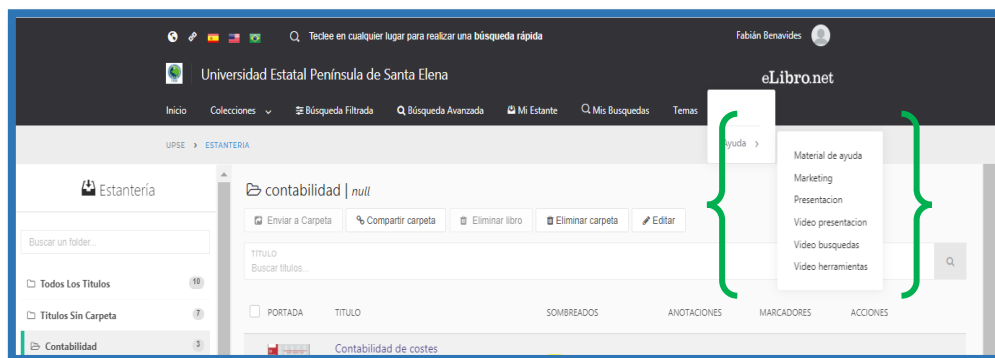 Teclee en cualquier lugar para realizar una búsqueda rápida
Fabián Benavides
Universidad Estatal Península de Santa Elena
eLibro.net
Inicio Colecciones Búsqueda Filtrada Búsqueda Avanzada Mi Estante Mis Busquedas Temas
UPSE > ESTANTERIA
Ayuda >
Material de ayuda
Marketing
Presentacion
Video presentacion
Video busquedas
Video herramientas
Estantería
Buscar un folder...
Todos Los Titulos 10
Titulos Sin Carpeta 7
Contabilidad 3
contabilidad | null
Enviar a Carpeta Compartir carpeta Eliminar libro Eliminar carpeta Editar
TÍTULO
Buscar titulos...
PORTADA TITULO SOMBREADOS ANOTACIONES MARCADORES ACCIONES
Contabilidad de costes